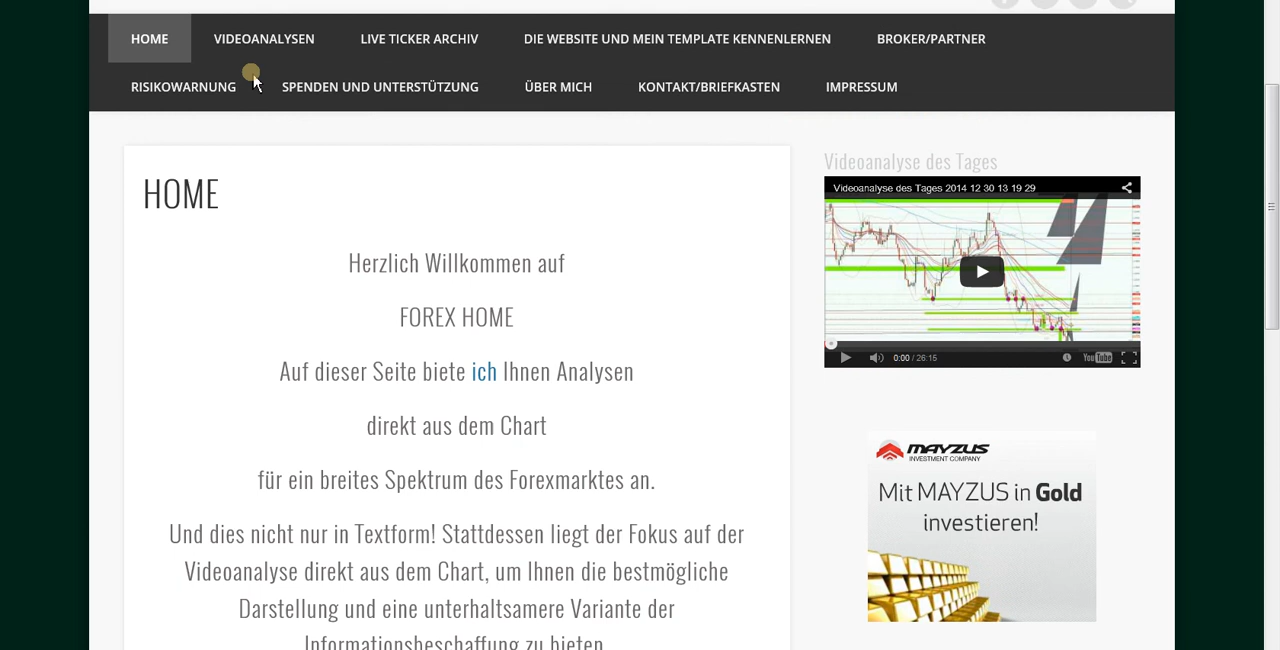 HOME VIDEOANALYSEN LIVE TICKER ARCHIV DIE WEBSITE UND MEIN TEMPLATE KENNENLERNEN BROKER/PARTNER
RISIKOWARNUNG SPENDEN UND UNTERSTÜTZUNG ÜBER MICH KONTAKT/BRIEFKASTEN IMPRESSUM
HOME
Herzlich Willkommen auf
FOREX HOME
Auf dieser Seite biete ich Ihnen Analysen
direkt aus dem Chart
für ein breites Spektrum des Forexmarktes an.
Und dies nicht nur in Textform! Stattdessen liegt der Fokus auf der
Videoanalyse direkt aus dem Chart, um Ihnen die bestmögliche
Darstellung und eine unterhaltsamere Variante der
Informationsbeschaffung zu bieten.
Videoanalyse des Tages
Videoanalyse des Tages 2014 12 30 13 19 29
0:00 / 26:15
YouTube
MAYZUS
INVESTMENT COMPANY
Mit MAYZUS in Gold
investieren!